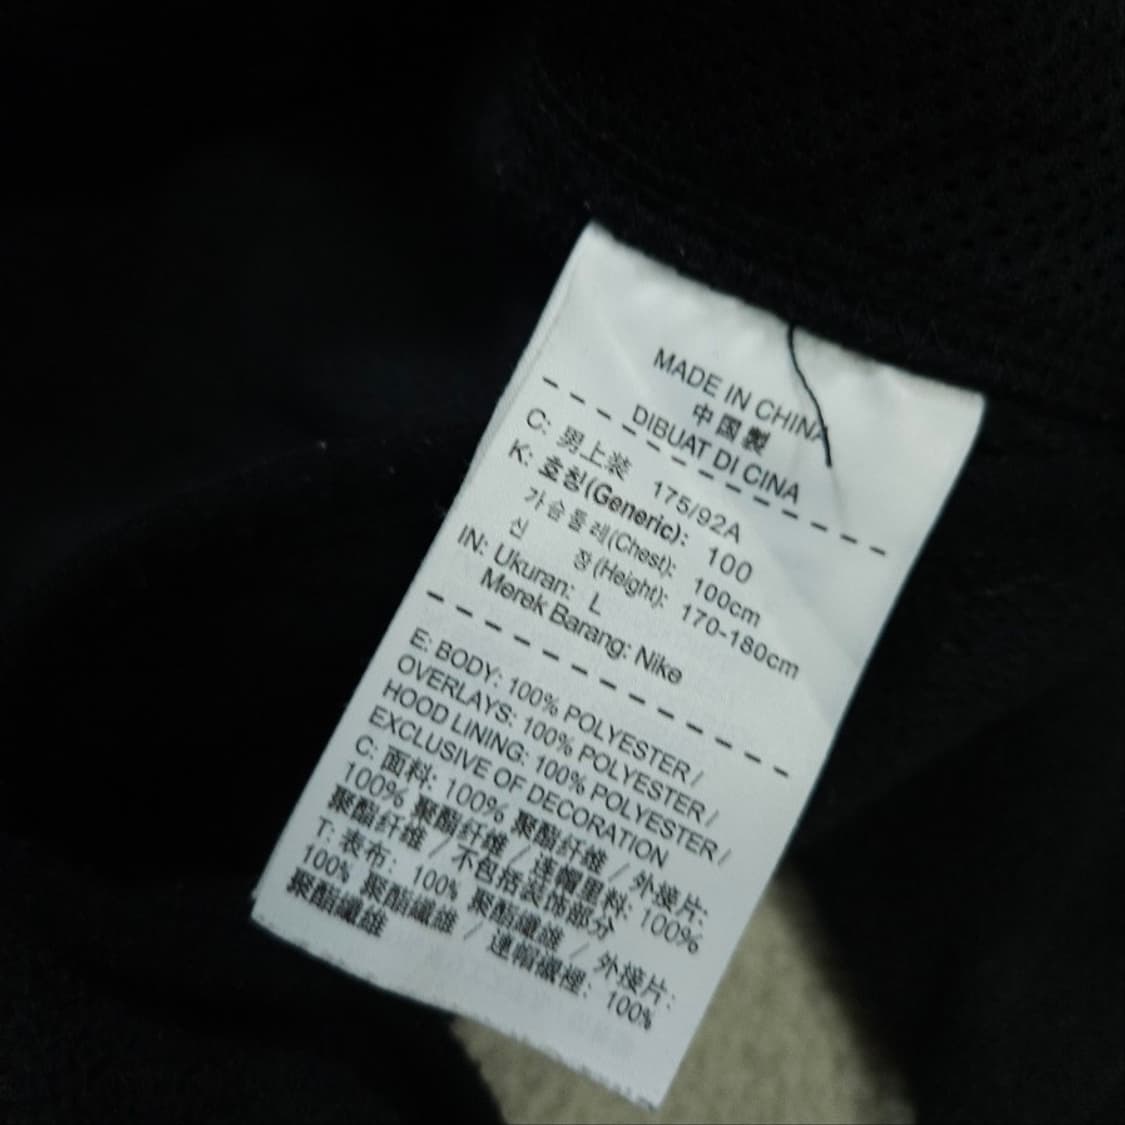 MADE IN CHINA
中国製
DIBUAT DI CINA
C: 男上装 175/92A
K: 호칭(Generic): 100
가슴둘레(Chest): 100cm
신 장(Height): 170-180cm
IN: Ukuran: L
Merek Barang: Nike
E: BODY: 100% POLYESTER /
OVERLAYS: 100% POLYESTER /
HOOD LINING: 100% POLYESTER /
EXCLUSIVE OF DECORATION
C: 面料: 100% 聚酯纤维 / 外接片:
100% 聚酯纤维 / 连帽里料: 100%
聚酯纤维 / 不包括装饰部分
T: 表布: 100% 聚酯纖維 / 外接片:
100% 聚酯纖維 / 連帽襯裡: 100%
聚酯纖維